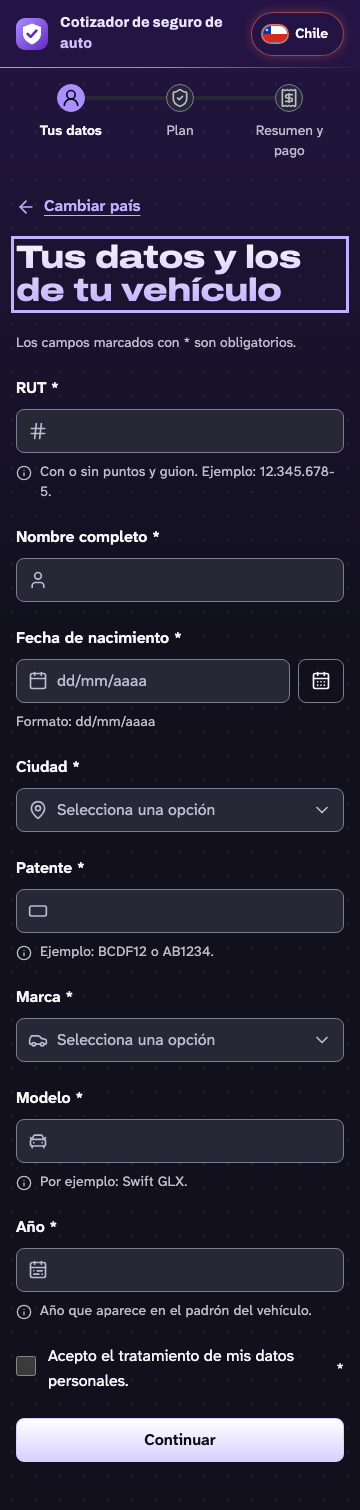 Cotizador de seguro de
auto
Chile
Tus datos
Plan
Resumen y
pago
Cambiar país
Tus datos y los
de tu vehículo
Los campos marcados con * son obligatorios.
RUT *
Con o sin puntos y guion. Ejemplo: 12.345.678-
5.
Nombre completo *
Fecha de nacimiento *
dd/mm/aaaa
Formato: dd/mm/aaaa
Ciudad *
Selecciona una opción
Patente *
Ejemplo: BCDF12 o AB1234.
Marca *
Selecciona una opción
Modelo *
Por ejemplo: Swift GLX.
Año *
Año que aparece en el padrón del vehículo.
Acepto el tratamiento de mis datos
personales.
*
Continuar